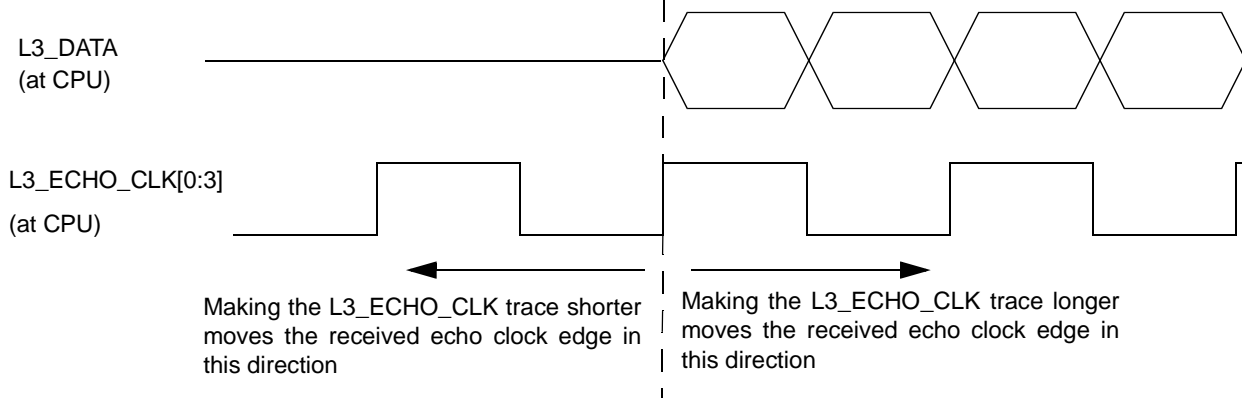 L3_DATA
(at CPU)
L3_ECHO_CLK[0:3]
(at CPU)
Making the L3_ECHO_CLK trace shorter
moves the received echo clock edge in
this direction
Making the L3_ECHO_CLK trace longer
moves the received echo clock edge in
this direction